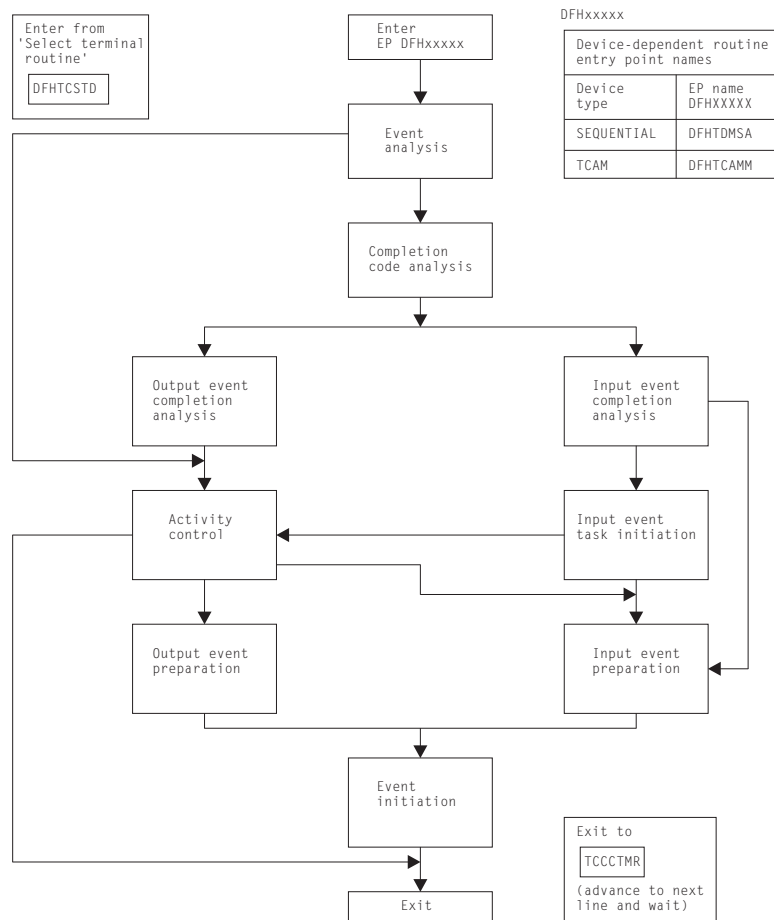 Enter from
'Select terminal
routine'
DFHTCSTD
Enter
EP DFHxxxxx
DFHxxxxx
Device-dependent routine
entry point names
Device
type
EP name
DFHXXXXX
SEQUENTIAL
DFHTDMSA
TCAM
DFHTCAMM
Event
analysis
Completion
code analysis
Output event
completion
analysis
Input event
completion
analysis
Activity
control
Input event
task initiation
Output event
preparation
Input event
preparation
Event
initiation
Exit to
TCCCTMR
(advance to next
line and wait)
Exit